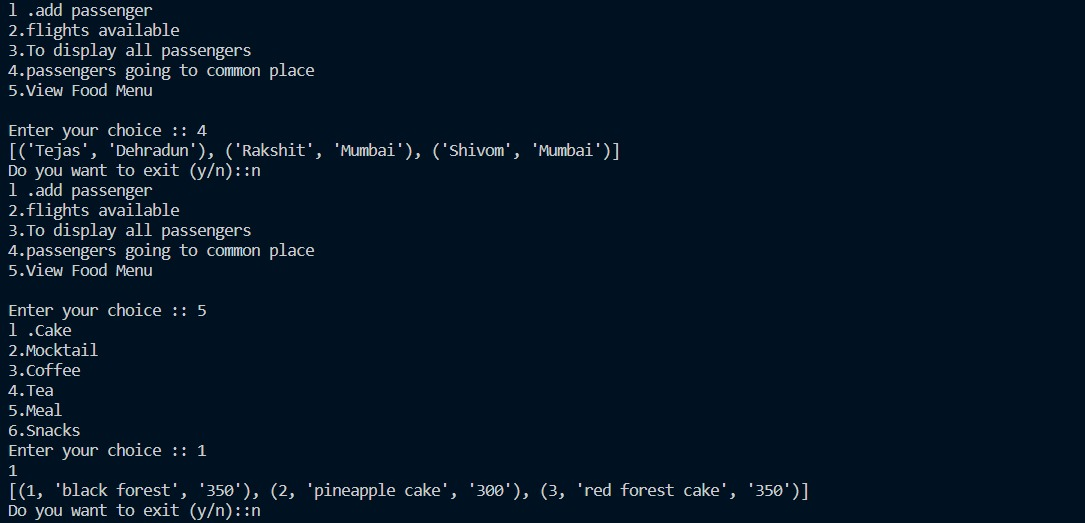 l .add passenger
2.flights available
3.To display all passengers
4.passengers going to common place
5.View Food Menu
Enter your choice :: 4
[('Tejas', 'Dehradun'), ('Rakshit', 'Mumbai'), ('Shivom', 'Mumbai')]
Do you want to exit (y/n)::n
l .add passenger
2.flights available
3.To display all passengers
4.passengers going to common place
5.View Food Menu
Enter your choice :: 5
l .Cake
2.Mocktail
3.Coffee
4.Tea
5.Meal
6.Snacks
Enter your choice :: 1
1
[(1, 'black forest', '350'), (2, 'pineapple cake', '300'), (3, 'red forest cake', '350')]
Do you want to exit (y/n)::n